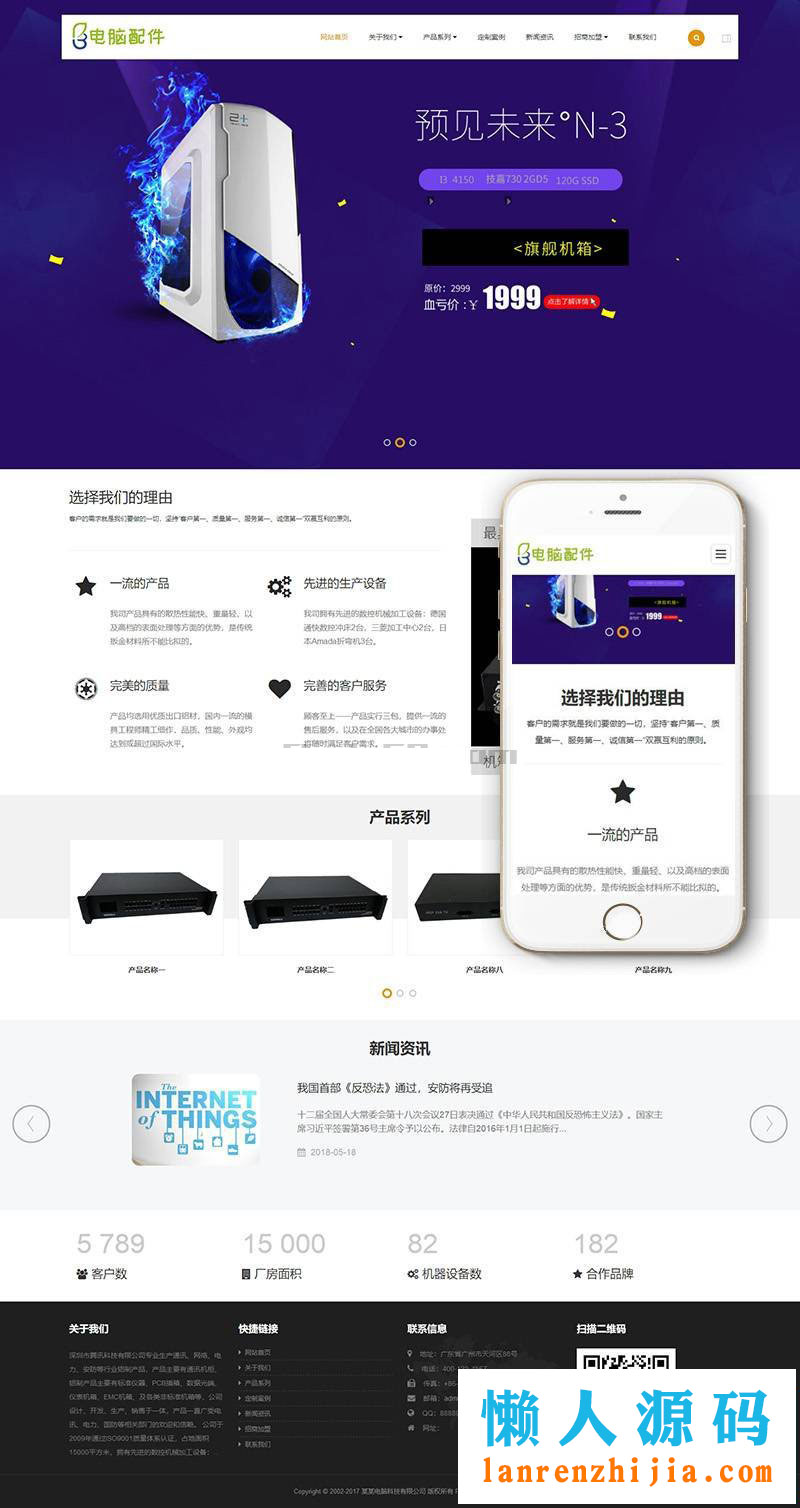 电脑配件
网站首页 关于我们 产品系列 定制案例 新闻资讯 招商加盟 联系我们
2+
预见未来°N-3
I3 4150 技嘉730 2GD5 120G SSD
<旗舰机箱>
原价：2999
血亏价：¥ 1999 点击了解详情
选择我们的理由
客户的需求就是我们要做的一切，坚持“客户第一、质量第一、服务第一、诚信第一”双赢互利的原则。
一流的产品
我司产品具有的散热性能快、重量轻、以
及高档的表面处理等方面的优势，是传统
钣金材料所不能比拟的。
先进的生产设备
我司拥有先进的数控机械加工设备：德国
通快数控冲床2台，三菱加工中心2台，日
本Amada折弯机3台。
完美的质量
产品均选用优质出口铝材，国内一流的模
具工程师精工细作，品质、性能、外观均
达到或超过国际水平。
完善的客户服务
顾客至上——产品实行三包，提供一流的
售后服务，以及在全国各大城市的办事处
将随时满足客户需求。
机箱
电脑配件
<旗舰机箱>
1999
选择我们的理由
客户的需求就是我们要做的一切，坚持“客户第一、质
量第一、服务第一、诚信第一”双赢互利的原则。
一流的产品
我司产品具有的散热性能快、重量轻、以及高档的表面
处理等方面的优势，是传统钣金材料所不能比拟的。
产品系列
产品名称一 产品名称二 产品名称八 产品名称九
新闻资讯
The
INTERNET
of THINGS
我国首部《反恐法》通过，安防将再受追
十二届全国人大常委会第十八次会议27日表决通过《中华人民共和国反恐怖主义法》。国家主
席习近平签署第36号主席令予以公布。法律自2016年1月1日起施行...
2018-05-18
5 789 15 000 82 182
客户数 厂房面积 机器设备数 合作品牌
关于我们
深圳市腾讯科技有限公司专业生产通讯、网络、电
力、安防等行业铝制产品，产品主要有通讯机柜、
铝制产品主要有标准仪器、PCB插箱、数据光端、
仪表机箱、EMC机箱、及各类非标准机箱等，公司
设计、开发、生产、销售于一体，产品一直广受电
讯、电力、国防等相关部门的欢迎和信赖。公司于
2009年通过ISO9001质量体系认证，占地面积
15000平方米，拥有先进的数控机械加工设备：...
快捷链接
网站首页
关于我们
产品系列
定制案例
新闻资讯
招商加盟
联系我们
联系信息
地址：广东省广州市天河区88号
电话：400-123-4567
传真：+86-
邮箱：admi
QQ：8888
网址：
扫描二维码
Copyright © 2002-2017 某某电脑科技有限公司 版权所有
懒人源码
lanrenzhijia.com